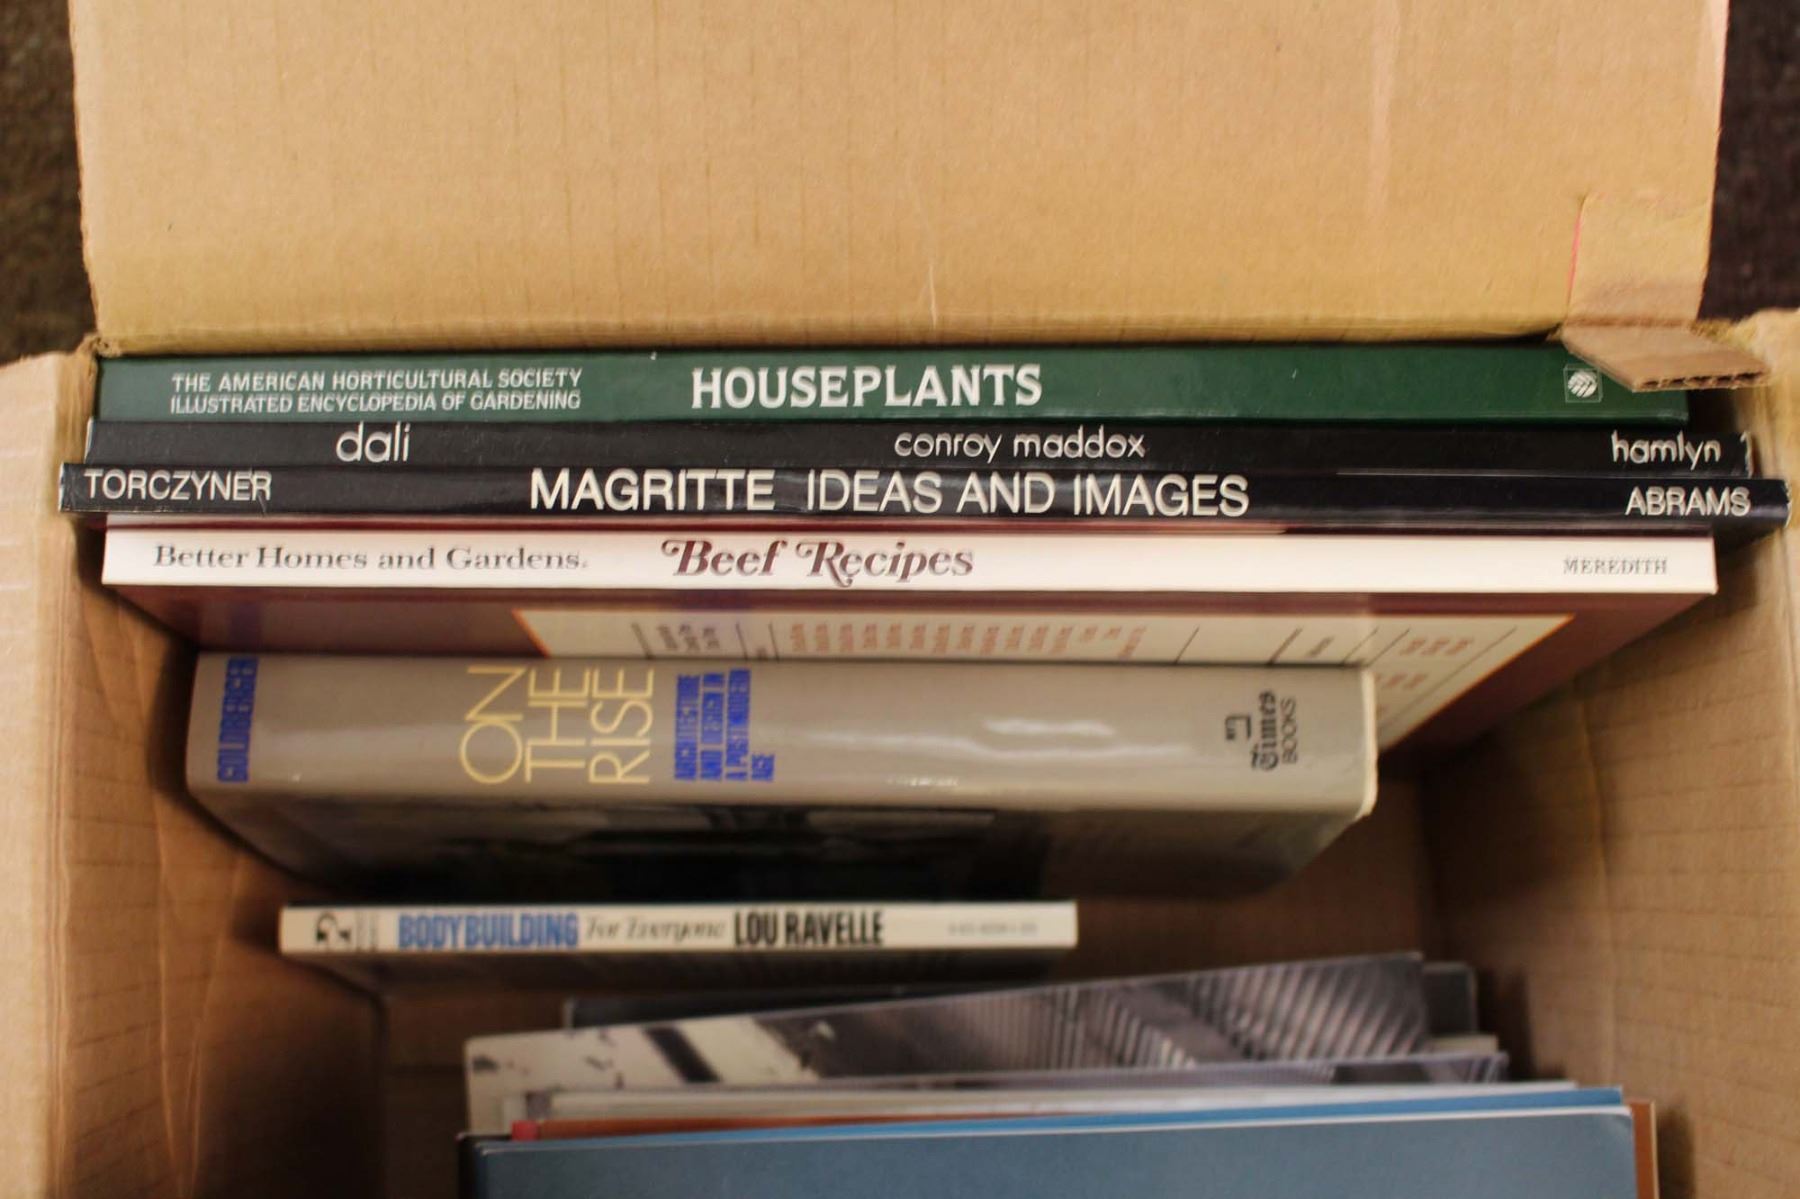 THE AMERICAN HORTICULTURAL SOCIETY
ILLUSTRATED ENCYCLOPEDIA OF GARDENING
HOUSEPLANTS
dali conroy maddox hamlyn
TORCZYNER MAGRITTE IDEAS AND IMAGES ABRAMS
Better Homes and Gardens® Beef Recipes MEREDITH
GOLDBERGER
ON
THE
RISE
ARCHITECTURE
AND DESIGN IN
A POSTMODERN
AGE
Times
BOOKS
BODYBUILDING For Everyone LOU RAVELLE